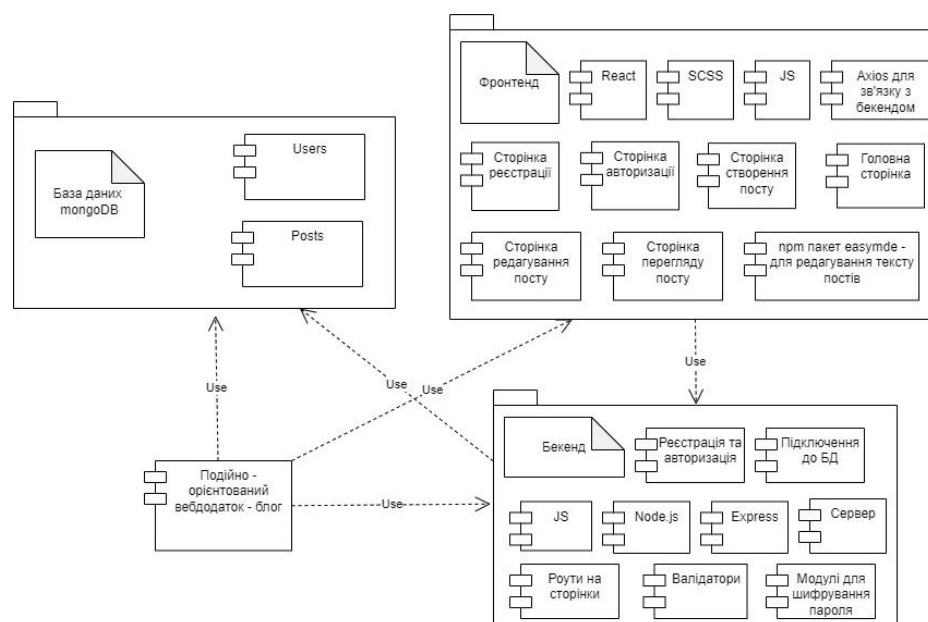 Фронтенд
React
SCSS
JS
Axios для
зв'язку з
бекендом
Сторінка
реєстрації
Сторінка
авторизації
Сторінка
створення
посту
Головна
сторінка
Сторінка
редагування
посту
Сторінка
перегляду
посту
npm пакет easymde -
для редагування тексту
постів
База даних
mongoDB
Users
Posts
Use
Use
Use
Use
Use
Подійно -
орієнтований
вебдодаток - блог
Бекенд
Реєстрація та
авторизація
Підключення
до БД
JS
Node.js
Express
Сервер
Роути на
сторінки
Валідатори
Модулі для
шифрування
пароля